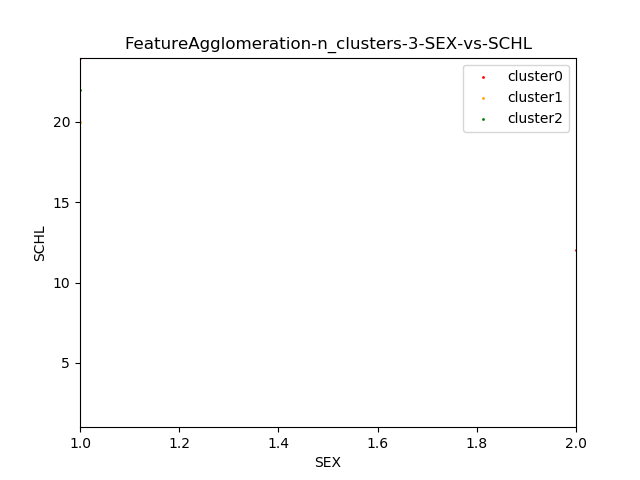 FeatureAgglomeration-n_clusters-3-SEX-vs-SCHL
cluster0
cluster1
cluster2
20
15
10
5
SCHL
1.0 1.2 1.4 1.6 1.8 2.0
SEX